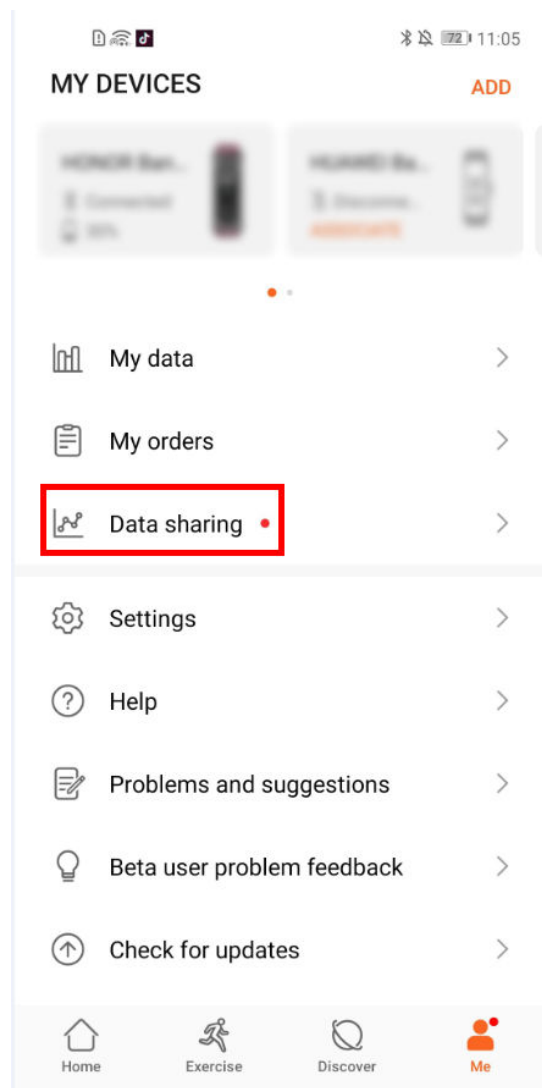 72 11:05
MY DEVICES ADD
My data
My orders
Data sharing
Settings
Help
Problems and suggestions
Beta user problem feedback
Check for updates
Home Exercise Discover Me